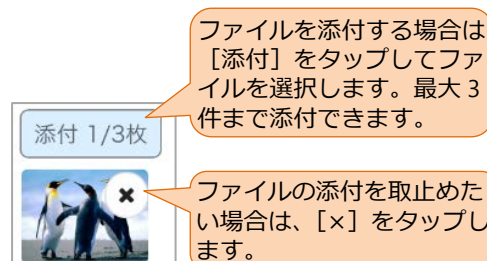 ファイルを添付する場合は
［添付］をタップしてファ
イルを選択します。最大 3
件まで添付できます。
添付 1/3枚
×
ファイルの添付を取止めた
い場合は、［×］をタップし
ます。